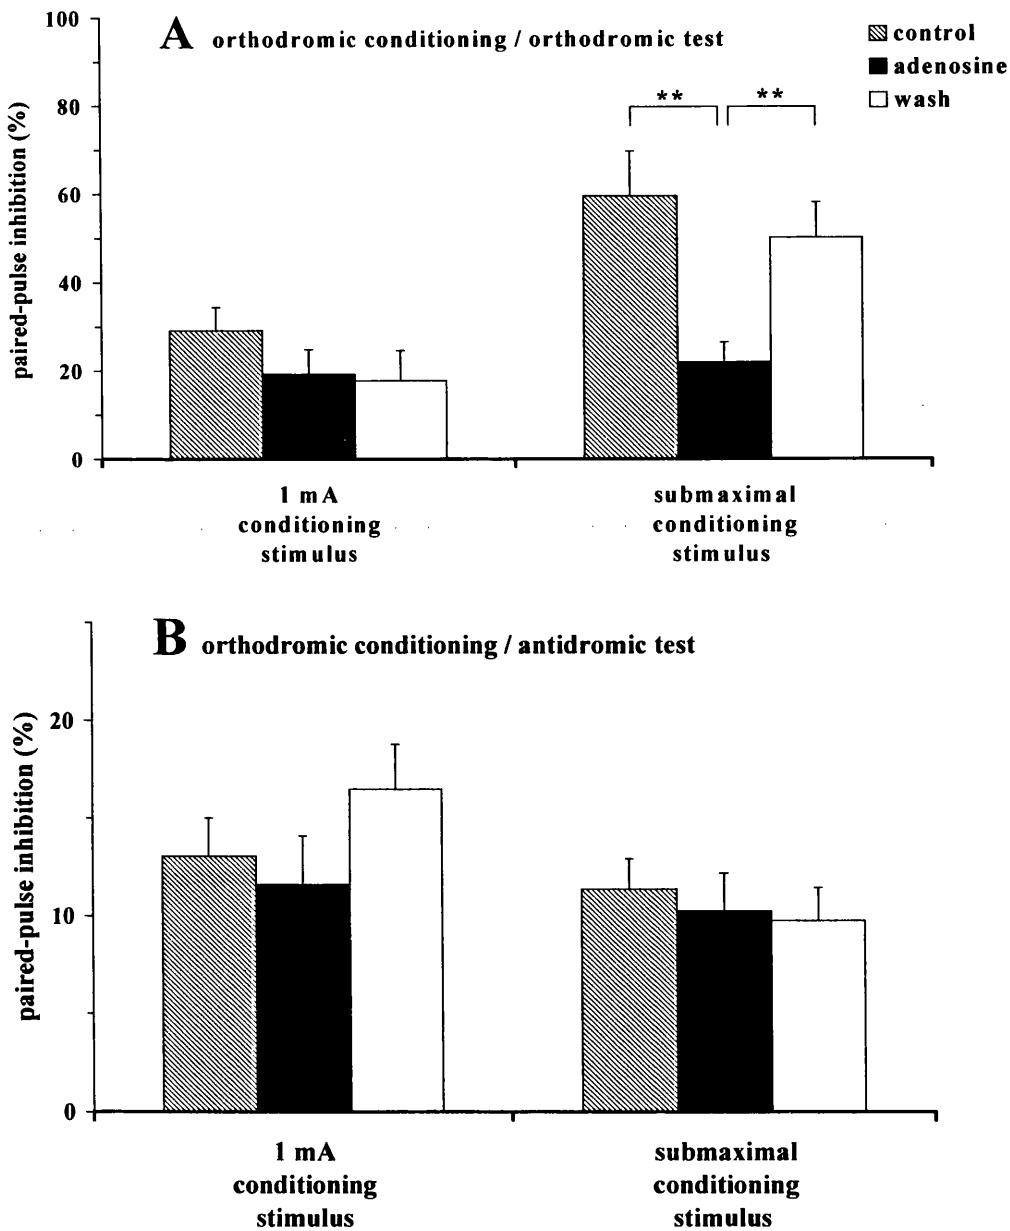 100
80
60
40
20
0
paired-pulse inhibition (%)
A orthodromic conditioning / orthodromic test
control
adenosine
wash
**
**
1 mA
conditioning
stimulus
submaximal
conditioning
stimulus
B orthodromic conditioning / antidromic test
20
10
0
paired-pulse inhibition (%)
1 mA
conditioning
stimulus
submaximal
conditioning
stimulus